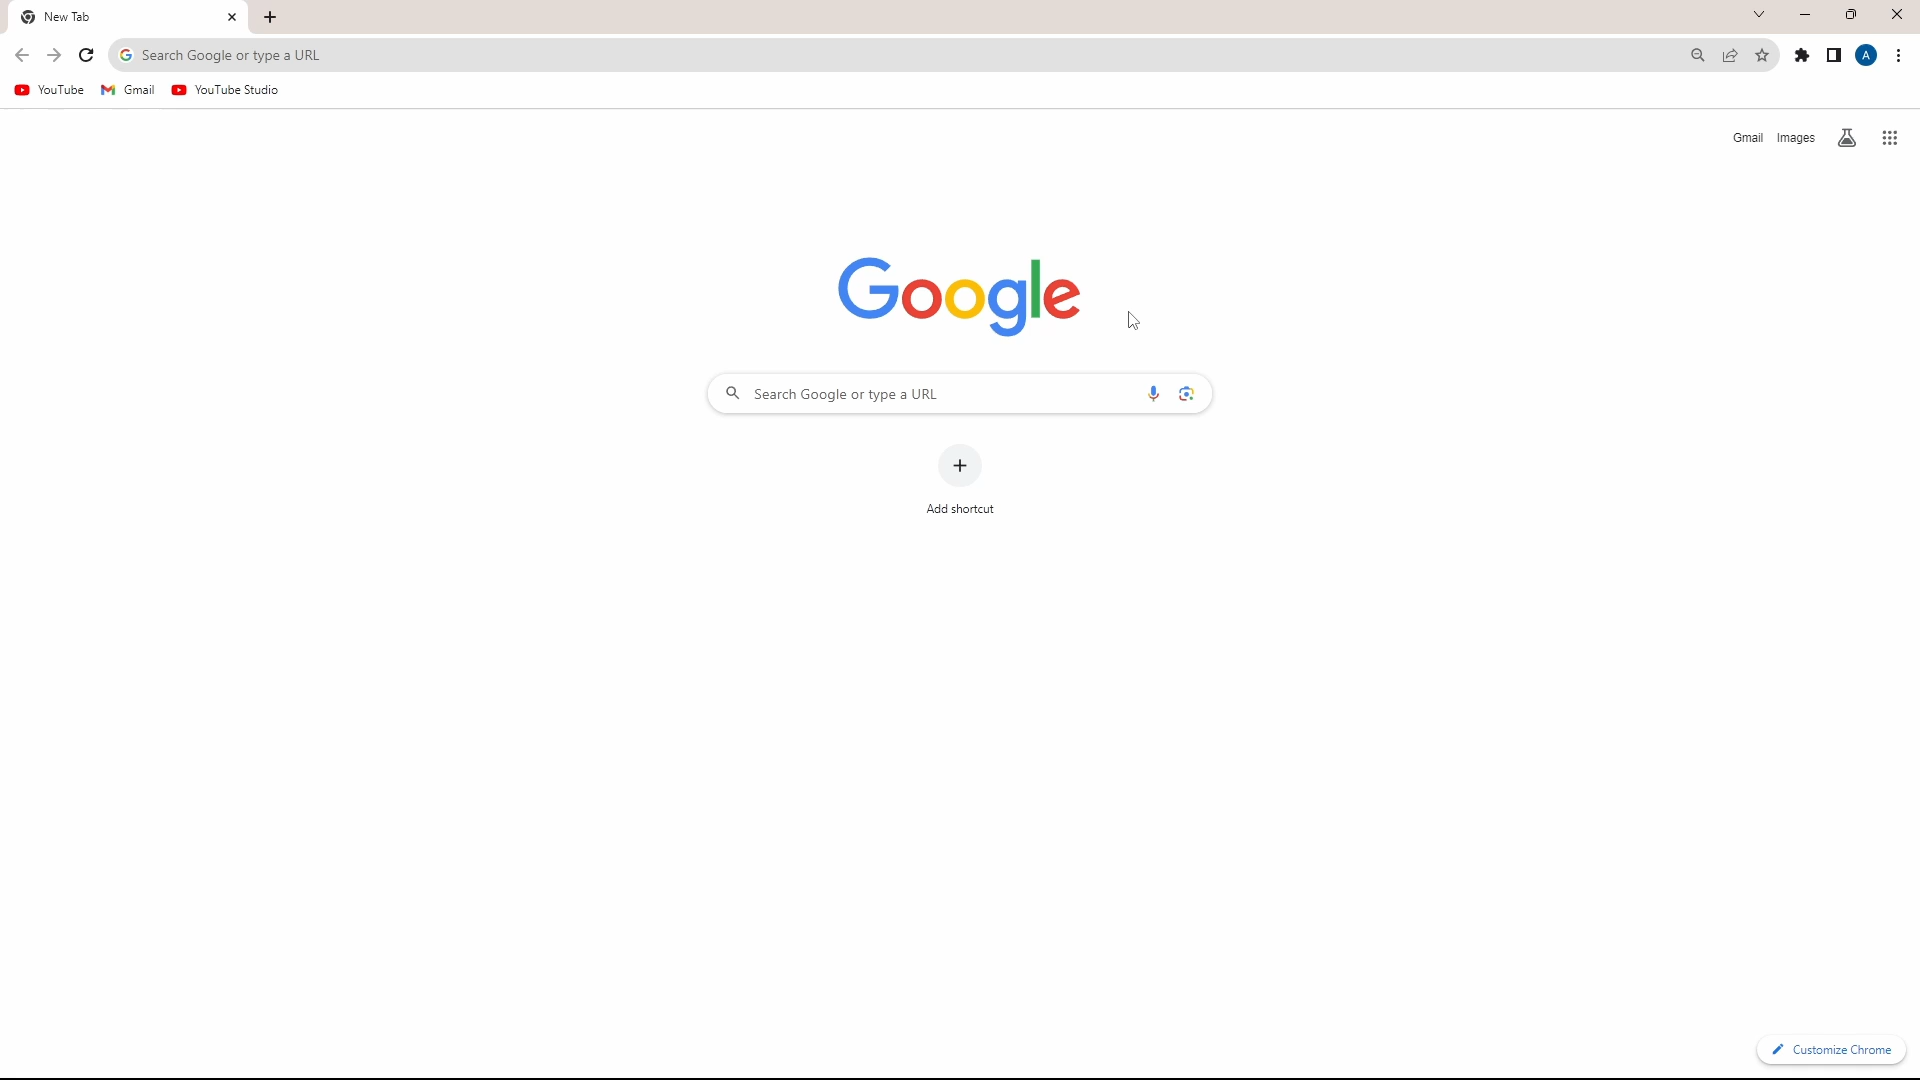 New Tab
Search Google or type a URL
A
YouTube Gmail YouTube Studio
Gmail Images
Google
Search Google or type a URL
Add shortcut
Customize Chrome